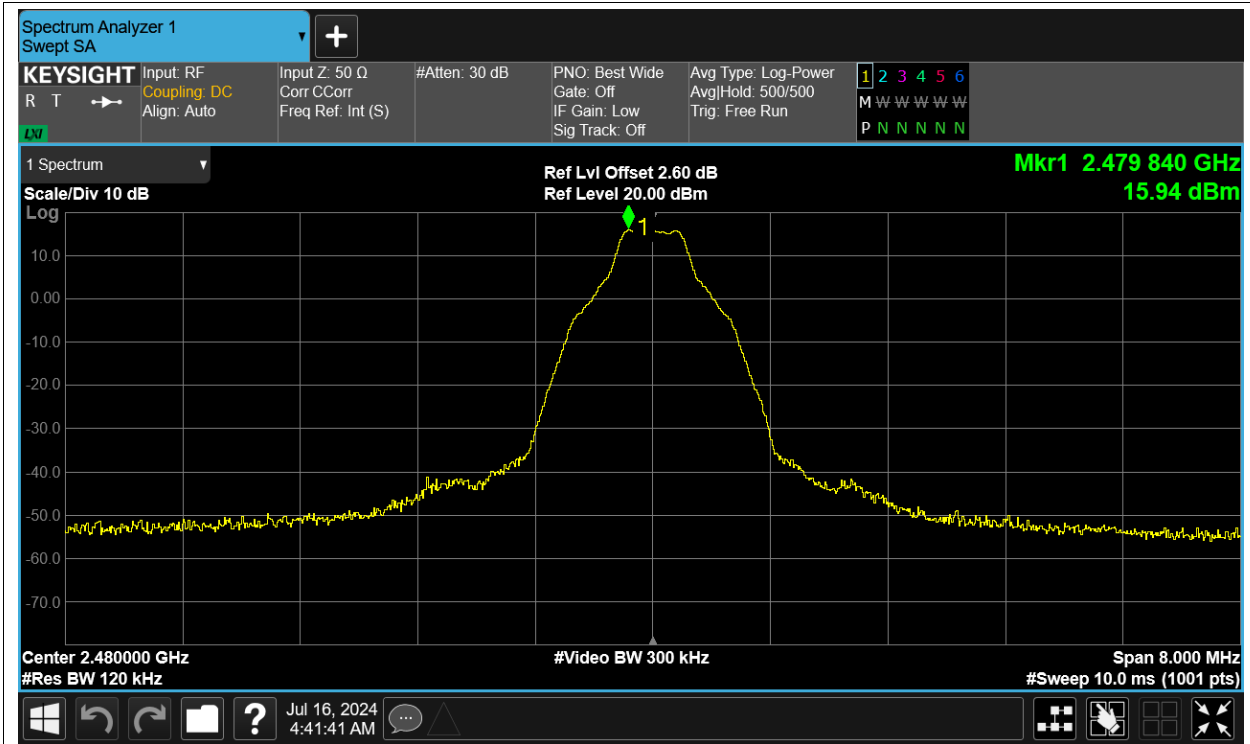 Spectrum Analyzer 1
Swept SA
+
KEYSIGHT
R T
LXI
Input: RF
Coupling: DC
Align: Auto
Input Z: 50 Ω
Corr CCorr
Freq Ref: Int (S)
#Atten: 30 dB
PNO: Best Wide
Gate: Off
IF Gain: Low
Sig Track: Off
Avg Type: Log-Power
Avg|Hold: 500/500
Trig: Free Run
1 2 3 4 5 6
M W W W W W
P N N N N N
1 Spectrum
Scale/Div 10 dB
Log
Ref Lvl Offset 2.60 dB
Ref Level 20.00 dBm
Mkr1 2.479 840 GHz
15.94 dBm
1
10.0
0.00
-10.0
-20.0
-30.0
-40.0
-50.0
-60.0
-70.0
Center 2.480000 GHz
#Res BW 120 kHz
#Video BW 300 kHz
Span 8.000 MHz
#Sweep 10.0 ms (1001 pts)
?
Jul 16, 2024
4:41:41 AM